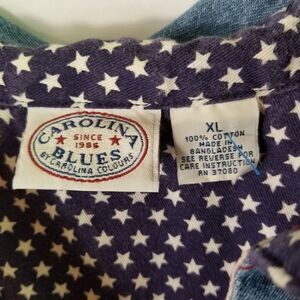 CAROLINA
SINCE
1986
BLUES
BY CAROLINA COLOURS
XL
100% COTTON
MADE IN
BANGLADESH
SEE REVERSE FOR
CARE INSTRUCTION
RN 37080